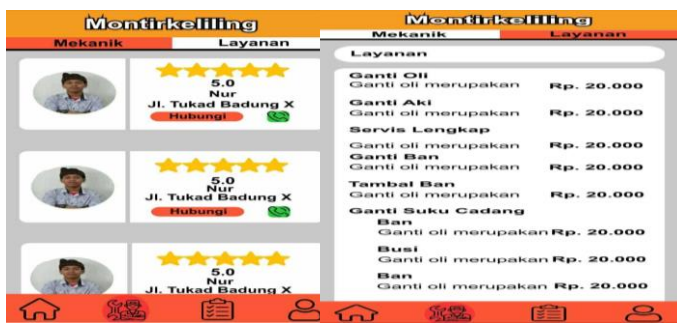 Montirkeliling
Mekanik
Layanan
5.0
Nur
Jl. Tukad Badung X
Hubungi
5.0
Nur
Jl. Tukad Badung X
Hubungi
5.0
Nur
Jl. Tukad Badung X
Montirkeliling
Mekanik
Layanan
Layanan
Ganti Oli
Ganti oli merupakan Rp. 20.000
Ganti Aki
Ganti oli merupakan Rp. 20.000
Servis Lengkap
Ganti oli merupakan Rp. 20.000
Ganti Ban
Ganti oli merupakan Rp. 20.000
Tambal Ban
Ganti oli merupakan Rp. 20.000
Ganti Suku Cadang
Ban
Ganti oli merupakan Rp. 20.000
Busi
Ganti oli merupakan Rp. 20.000
Ban
Ganti oli merupakan Rp. 20.000